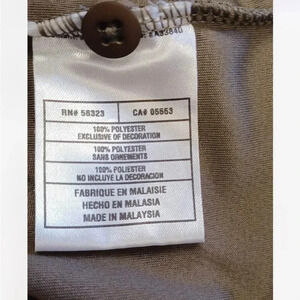 RN# 56323 CA# 05553
100% POLYESTER
EXCLUSIVE OF DECORATION
100% POLYESTER
SANS ORNEMENTS
100% POLIESTER
NO INCLUYE LA DECORACION
FABRIQUE EN MALAISIE
HECHO EN MALASIA
MADE IN MALAYSIA